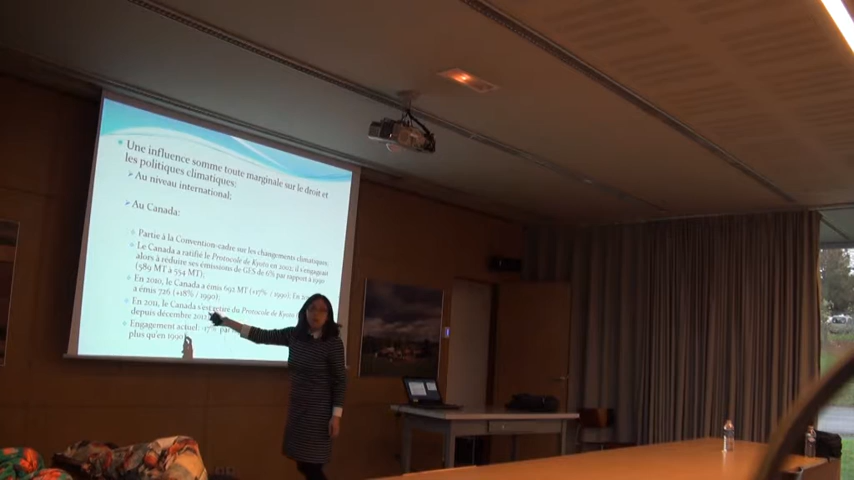 Une influence somme toute marginale sur le droit et
les politiques climatiques:
Au niveau international:
Au Canada:
Partie à la Convention-cadre sur les changements climatiques;
Le Canada a ratifié le Protocole de Kyoto en 2002; il s'engageait
alors à réduire ses émissions de GES de 6% par rapport à 1990
(589 MT à 554 MT);
En 2010, le Canada a émis 692 MT (+17% / 1990); En
a émis 726 (+18% / 1990);
En 2011, le Canada s'est retiré du Protocole de Kyoto
depuis décembre
Engagement actuel: -17%
plus qu'en 1990